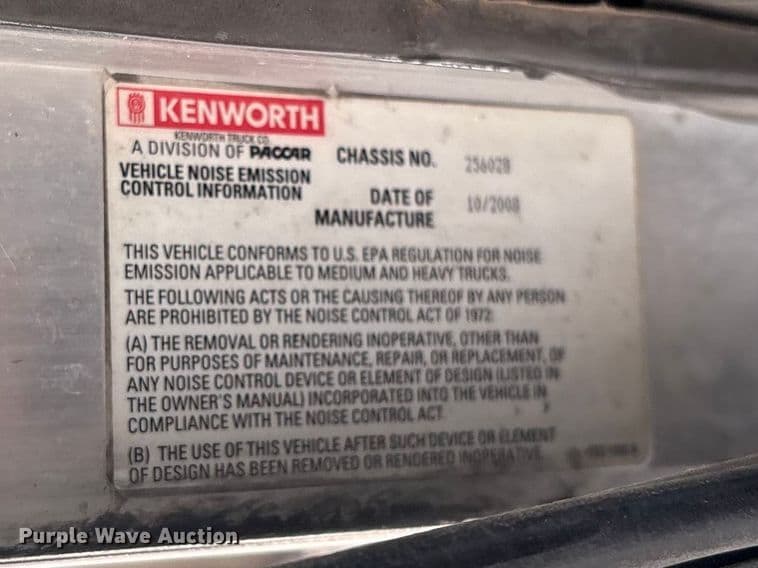 KENWORTH
KENWORTH TRUCK CO.
A DIVISION OF PACCAR
CHASSIS NO. 256028
VEHICLE NOISE EMISSION
CONTROL INFORMATION
DATE OF
MANUFACTURE 10/2008
THIS VEHICLE CONFORMS TO U.S. EPA REGULATION FOR NOISE
EMISSION APPLICABLE TO MEDIUM AND HEAVY TRUCKS.
THE FOLLOWING ACTS OR THE CAUSING THEREOF BY ANY PERSON
ARE PROHIBITED BY THE NOISE CONTROL ACT OF 1972:
(A) THE REMOVAL OR RENDERING INOPERATIVE, OTHER THAN
FOR PURPOSES OF MAINTENANCE, REPAIR, OR REPLACEMENT, OF
ANY NOISE CONTROL DEVICE OR ELEMENT OF DESIGN (LISTED IN
THE OWNER'S MANUAL) INCORPORATED INTO THE VEHICLE IN
COMPLIANCE WITH THE NOISE CONTROL ACT.
(B) THE USE OF THIS VEHICLE AFTER SUCH DEVICE OR ELEMENT
OF DESIGN HAS BEEN REMOVED OR RENDERED INOPERATIVE.
Purple Wave Auction